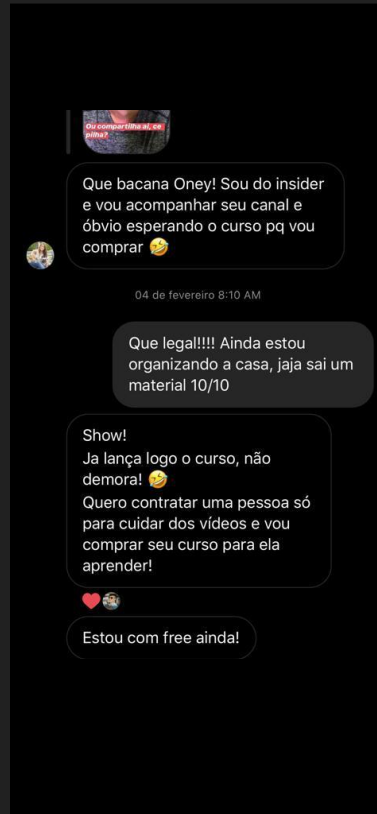 Ou compartilha aí, ce
pilha?
Que bacana Oney! Sou do insider
e vou acompanhar seu canal e
óbvio esperando o curso pq vou
comprar 🤣
04 de fevereiro 8:10 AM
Que legal!!!! Ainda estou
organizando a casa, jaja sai um
material 10/10
Show!
Ja lança logo o curso, não
demora! 🤣
Quero contratar uma pessoa só
para cuidar dos vídeos e vou
comprar seu curso para ela
aprender!
Estou com free ainda!